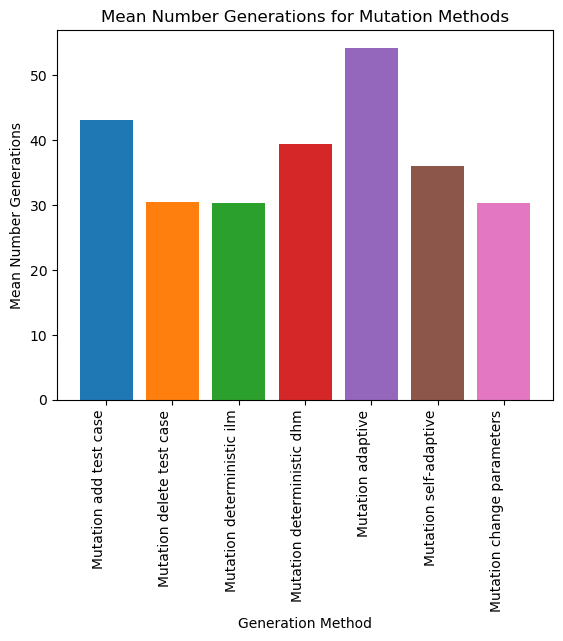 Mean Number Generations for Mutation Methods
Mean Number Generations
50
40
30
20
10
0
Mutation add test case
Mutation delete test case
Mutation deterministic ilm
Mutation deterministic dhm
Mutation adaptive
Mutation self-adaptive
Mutation change parameters
Generation Method